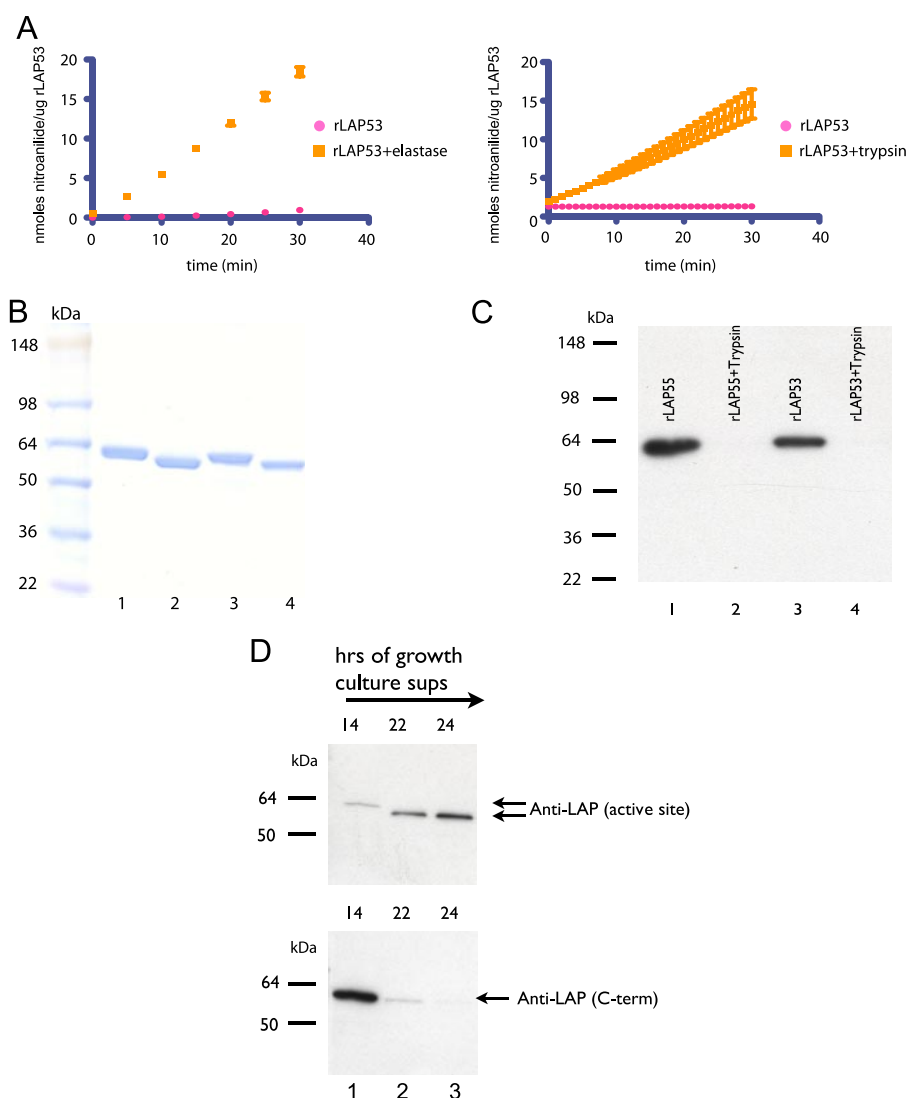 A
nmoles nitroanilide/ug rLAP53
20
15
10
5
0
0 10 20 30 40
time (min)
rLAP53
rLAP53+elastase
nmoles nitroanilide/ug rLAP53
20
15
10
5
0
0 10 20 30 40
time (min)
rLAP53
rLAP53+trypsin
B
kDa
148
98
64
50
36
22
1 2 3 4
C
kDa
148
98
64
50
36
22
rLAP55
rLAP55+Trypsin
rLAP53
rLAP53+Trypsin
1 2 3 4
D
hrs of growth
culture sups
14 22 24
kDa
64
50
Anti-LAP (active site)
14 22 24
kDa
64
50
Anti-LAP (C-term)
1 2 3